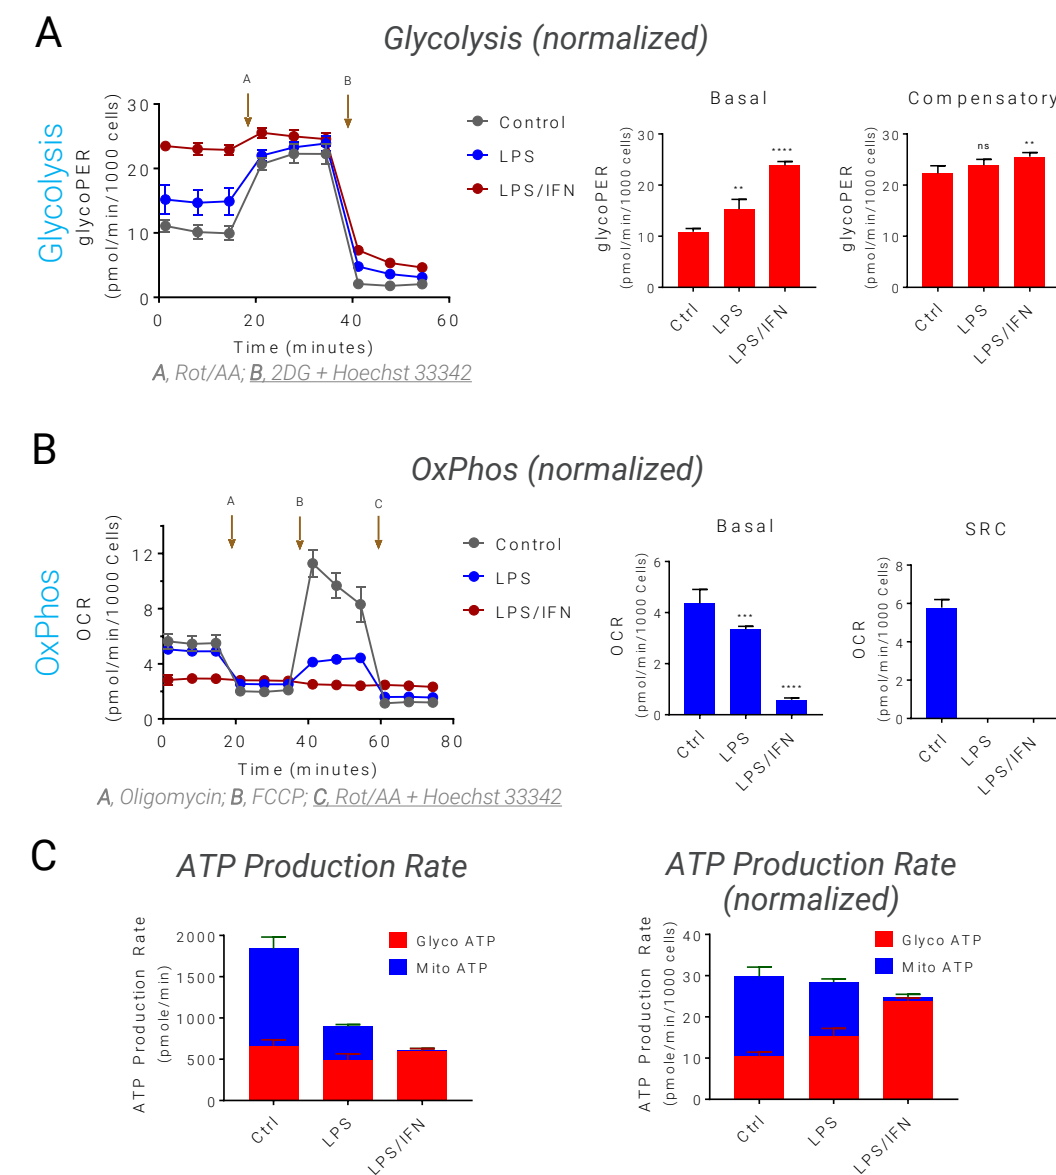 A
Glycolysis (normalized)
Glycolysis
glycoPER
(pmol/min/1000 cells)
30
20
10
0
A
B
Control
LPS
LPS/IFN
0
20
40
60
Time (minutes)
A, Rot/AA; B, 2DG + Hoechst 33342
Basal
glycoPER
(pmol/min/1000 cells)
30
20
10
0
**
****
Ctrl
LPS
LPS/IFN
Compensatory
glycoPER
(pmol/min/1000 cells)
30
20
10
0
ns
**
Ctrl
LPS
LPS/IFN
B
OxPhos (normalized)
OxPhos
OCR
(pmol/min/1000 Cells)
12
8
4
0
A
B
C
Control
LPS
LPS/IFN
0
20
40
60
80
Time (minutes)
A, Oligomycin; B, FCCP; C, Rot/AA + Hoechst 33342
Basal
OCR
(pmol/min/1000 Cells)
6
4
2
0
***
****
Ctrl
LPS
LPS/IFN
SRC
OCR
(pmol/min/1000 Cells)
8
6
4
2
0
Ctrl
LPS
LPS/IFN
C
ATP Production Rate
ATP Production Rate
(pmole/min)
2000
1500
1000
500
0
Glyco ATP
Mito ATP
Ctrl
LPS
LPS/IFN
ATP Production Rate
(normalized)
ATP Production Rate
(pmole/min/1000 cells)
40
30
20
10
0
Glyco ATP
Mito ATP
Ctrl
LPS
LPS/IFN